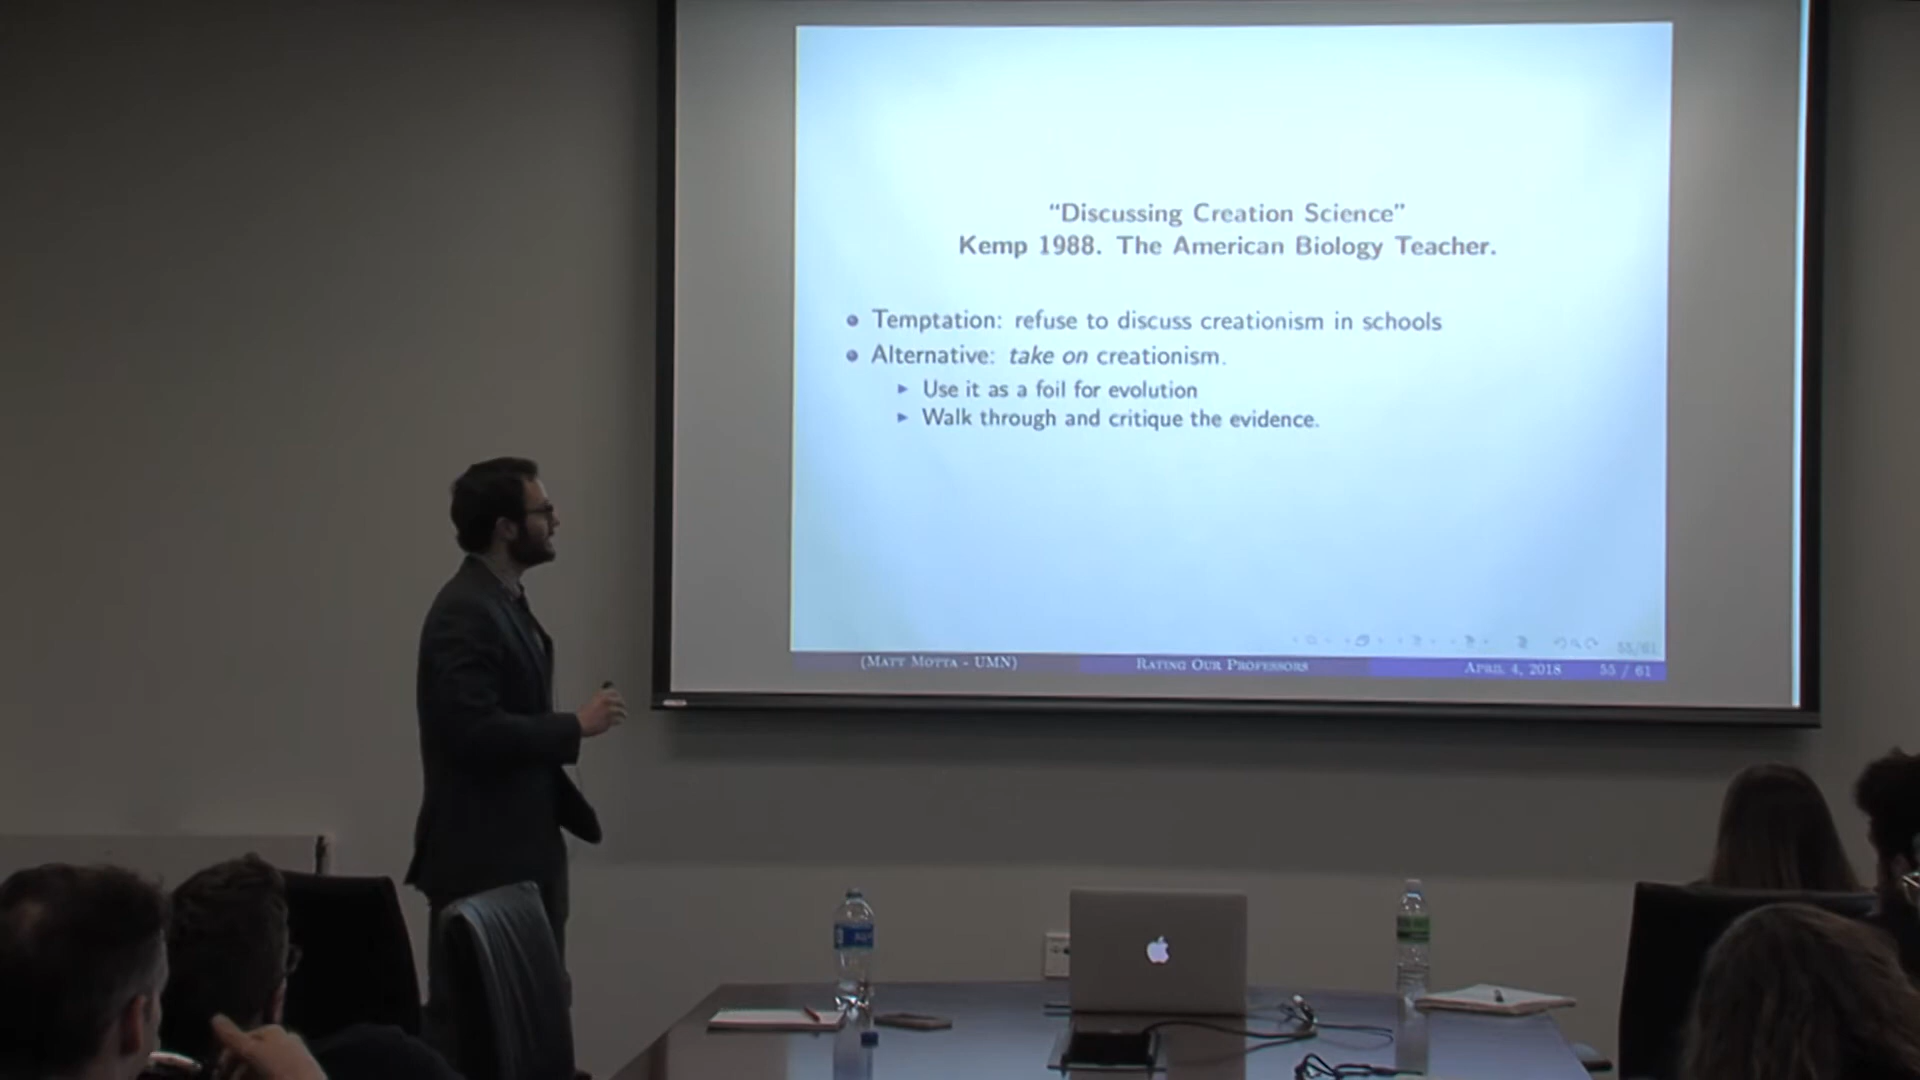 “Discussing Creation Science”
Kemp 1988. The American Biology Teacher.
Temptation: refuse to discuss creationism in schools
Alternative: take on creationism.
Use it as a foil for evolution
Walk through and critique the evidence.
55/61
(Matt Motta - UMN) Rating Our Professors April 4, 2018 55 / 61